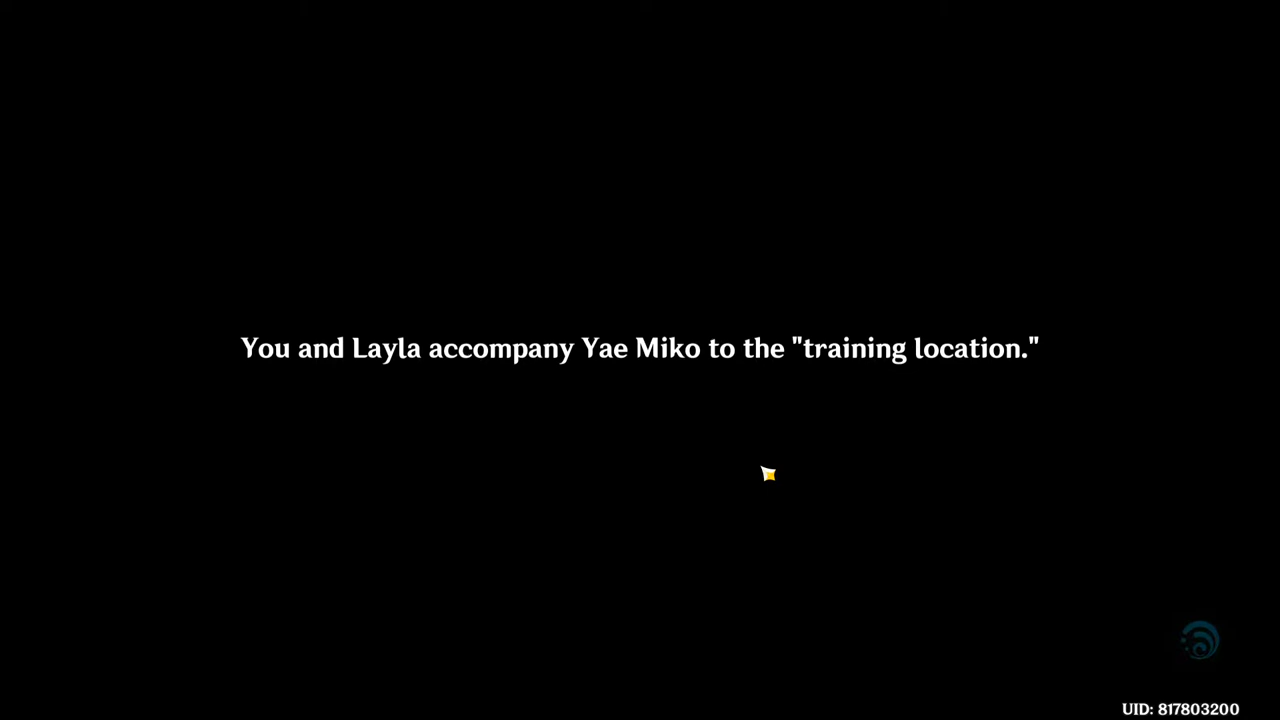 You and Layla accompany Yae Miko to the "training location."
UID: 817803200